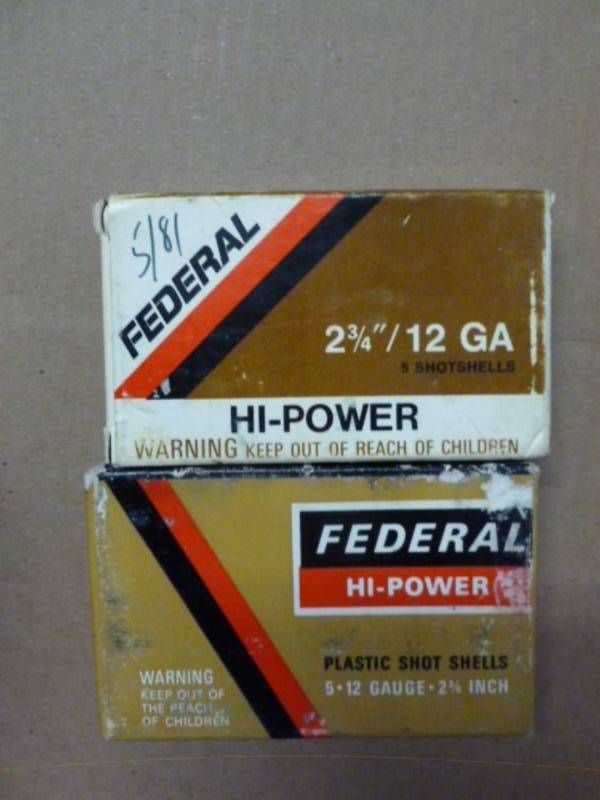 5/81
FEDERAL
2¾"/12 GA
5 SHOTSHELLS
HI-POWER
WARNING KEEP OUT OF REACH OF CHILDREN
FEDERAL
HI-POWER
PLASTIC SHOT SHELLS
5•12 GAUGE•2¾ INCH
WARNING
KEEP OUT OF
THE REACH
OF CHILDREN